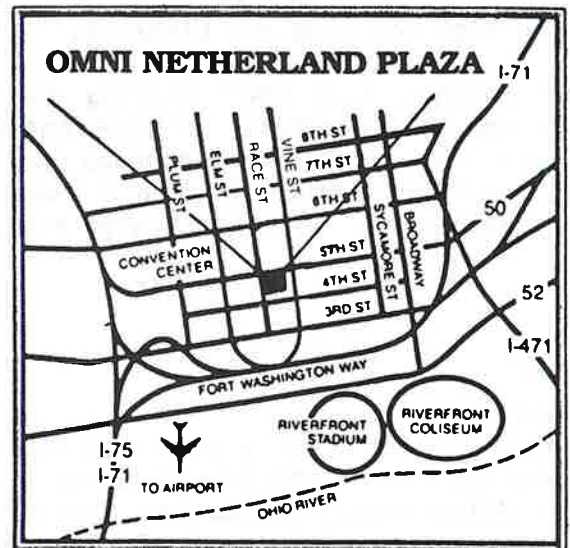 OMNI NETHERLAND PLAZA
I-71
8TH ST
7TH ST
6TH ST
PLUM ST
ELM ST
RACE ST
VINE ST
SYCAMORE ST
BROADWAY
50
CONVENTION
CENTER
5TH ST
4TH ST
3RD ST
52
I-471
FORT WASHINGTON WAY
RIVERFRONT
STADIUM
RIVERFRONT
COLISEUM
I-75
I-71
TO AIRPORT
OHIO RIVER